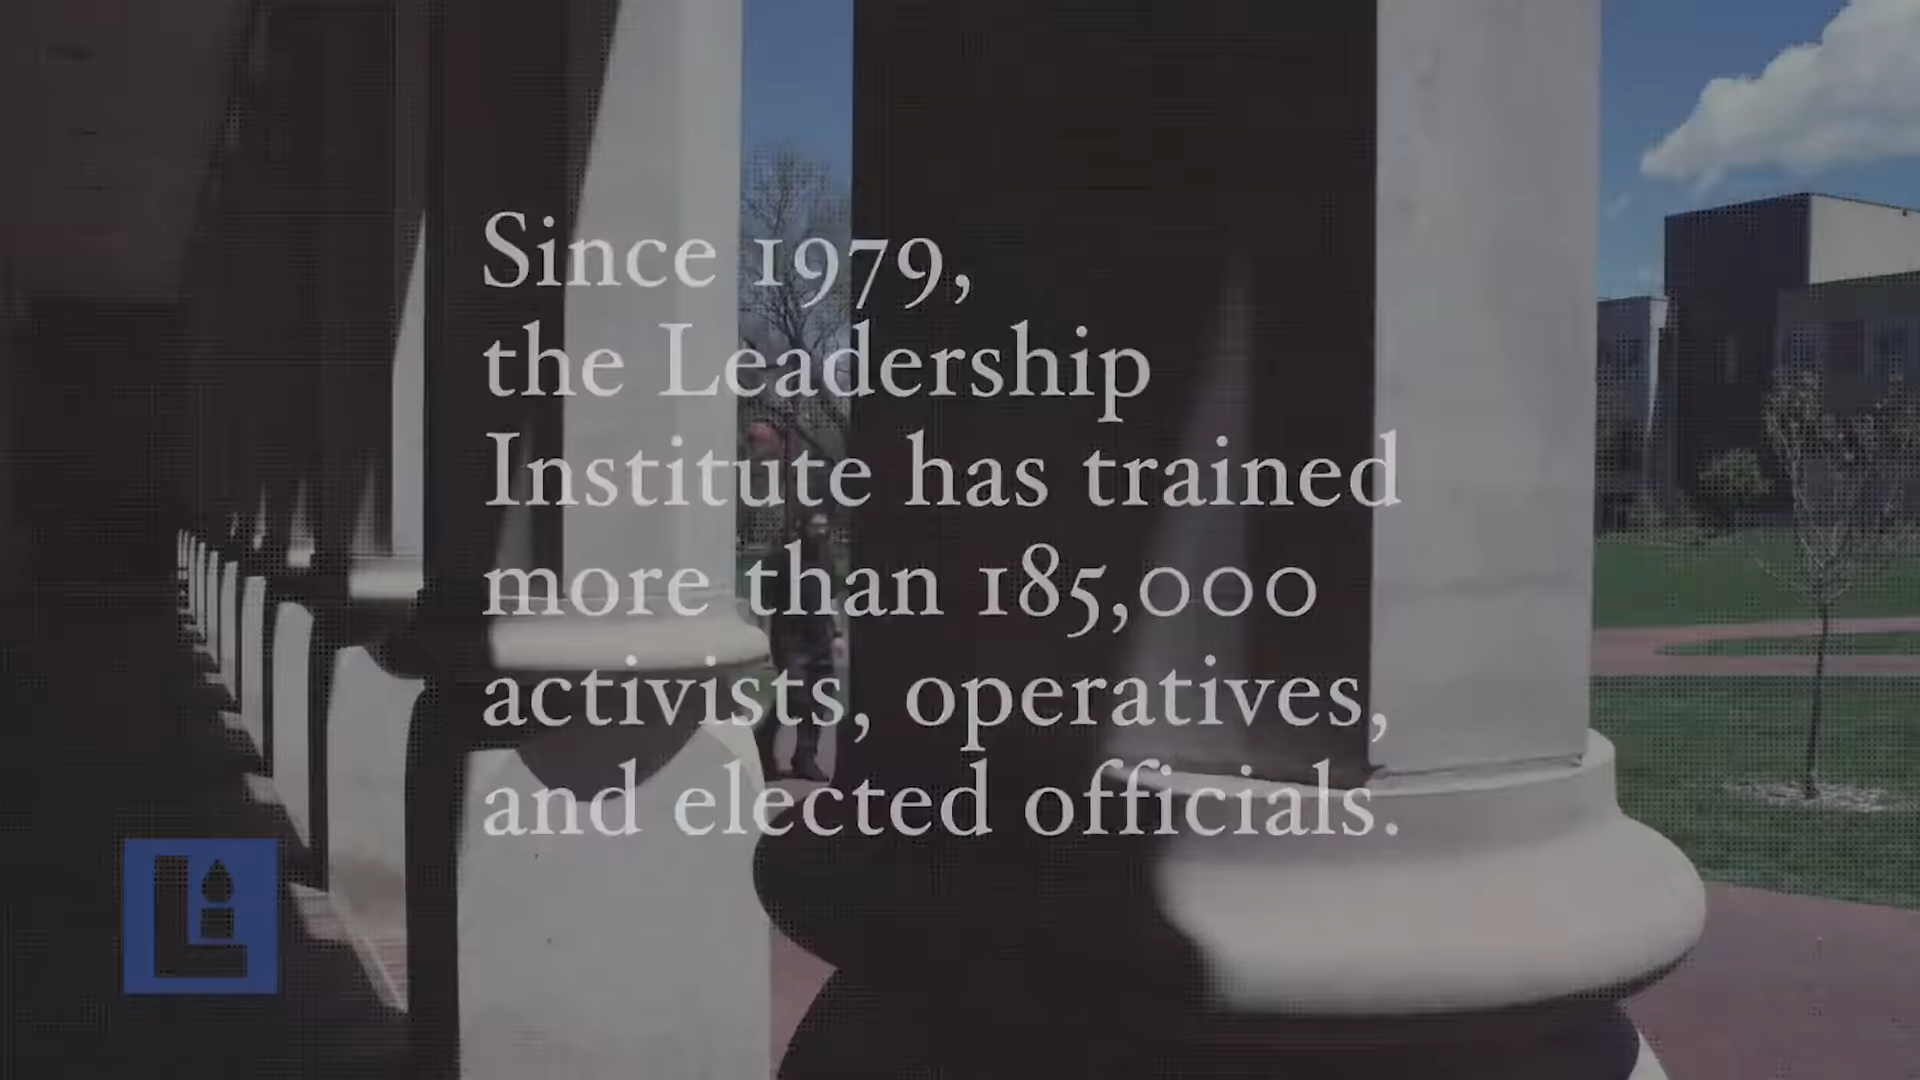 Since 1979,
the Leadership
Institute has trained
more than 185,000
activists, operatives,
and elected officials.